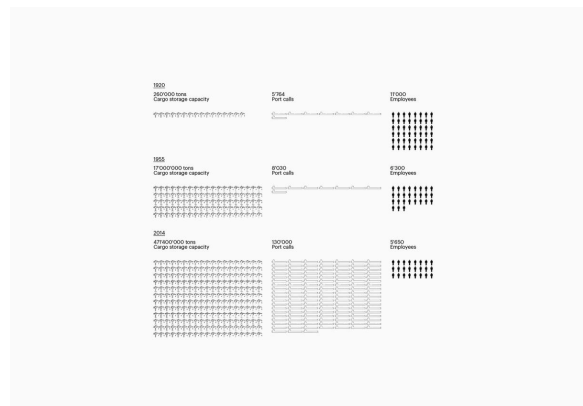 1920
260'000 tons
Cargo storage capacity
5'764
Port calls
11'000
Employees
1955
17'000'000 tons
Cargo storage capacity
8'030
Port calls
6'300
Employees
2014
471'400'000 tons
Cargo storage capacity
130'000
Port calls
5'650
Employees